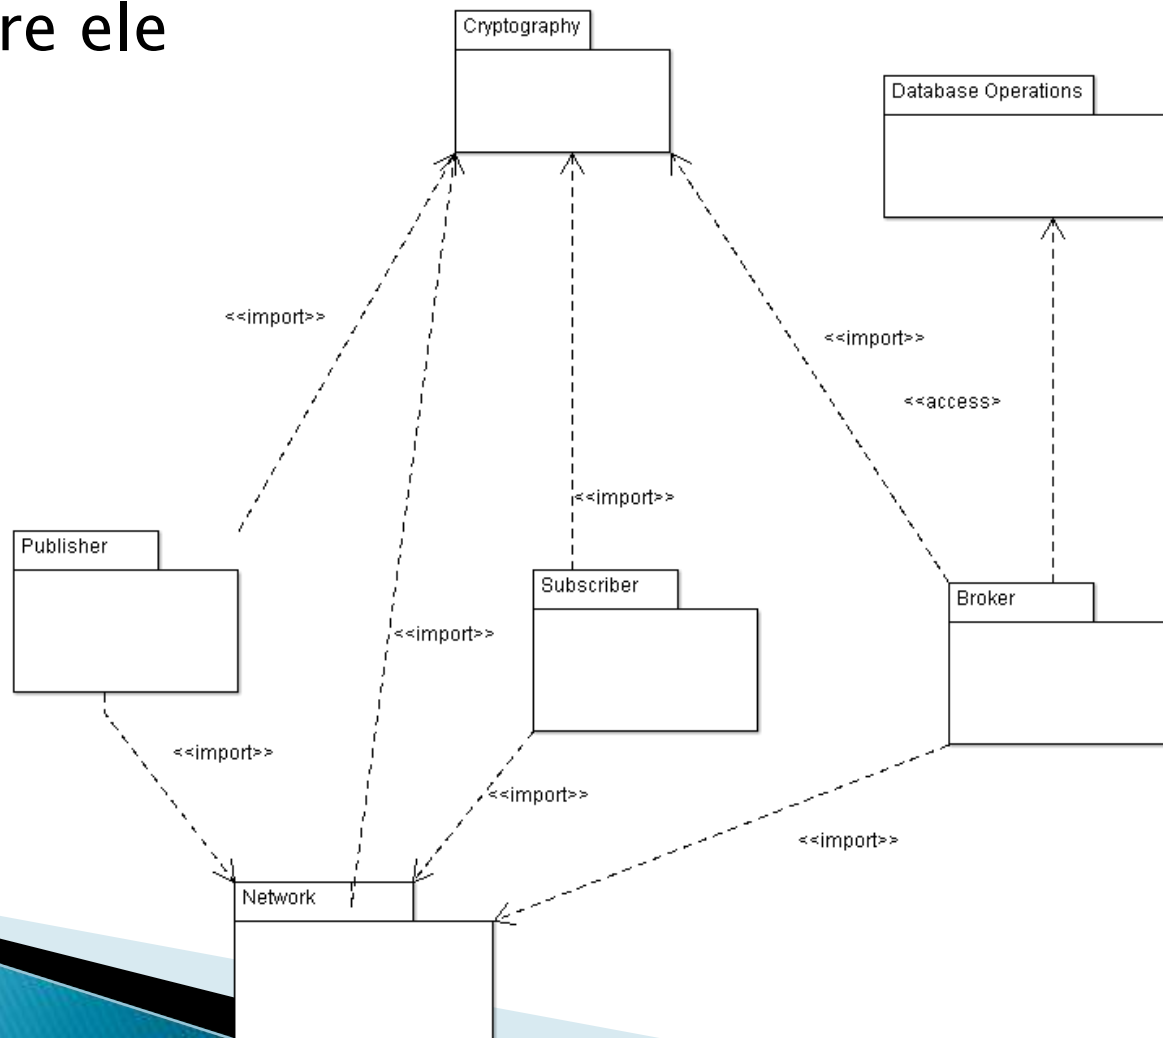 re ele
Cryptography
Database Operations
<<import>>
<<import>>
<<access>
<<import>>
Publisher
Subscriber
Broker
<<import>>
<<import>>
<<import>>
<<import>>
Network